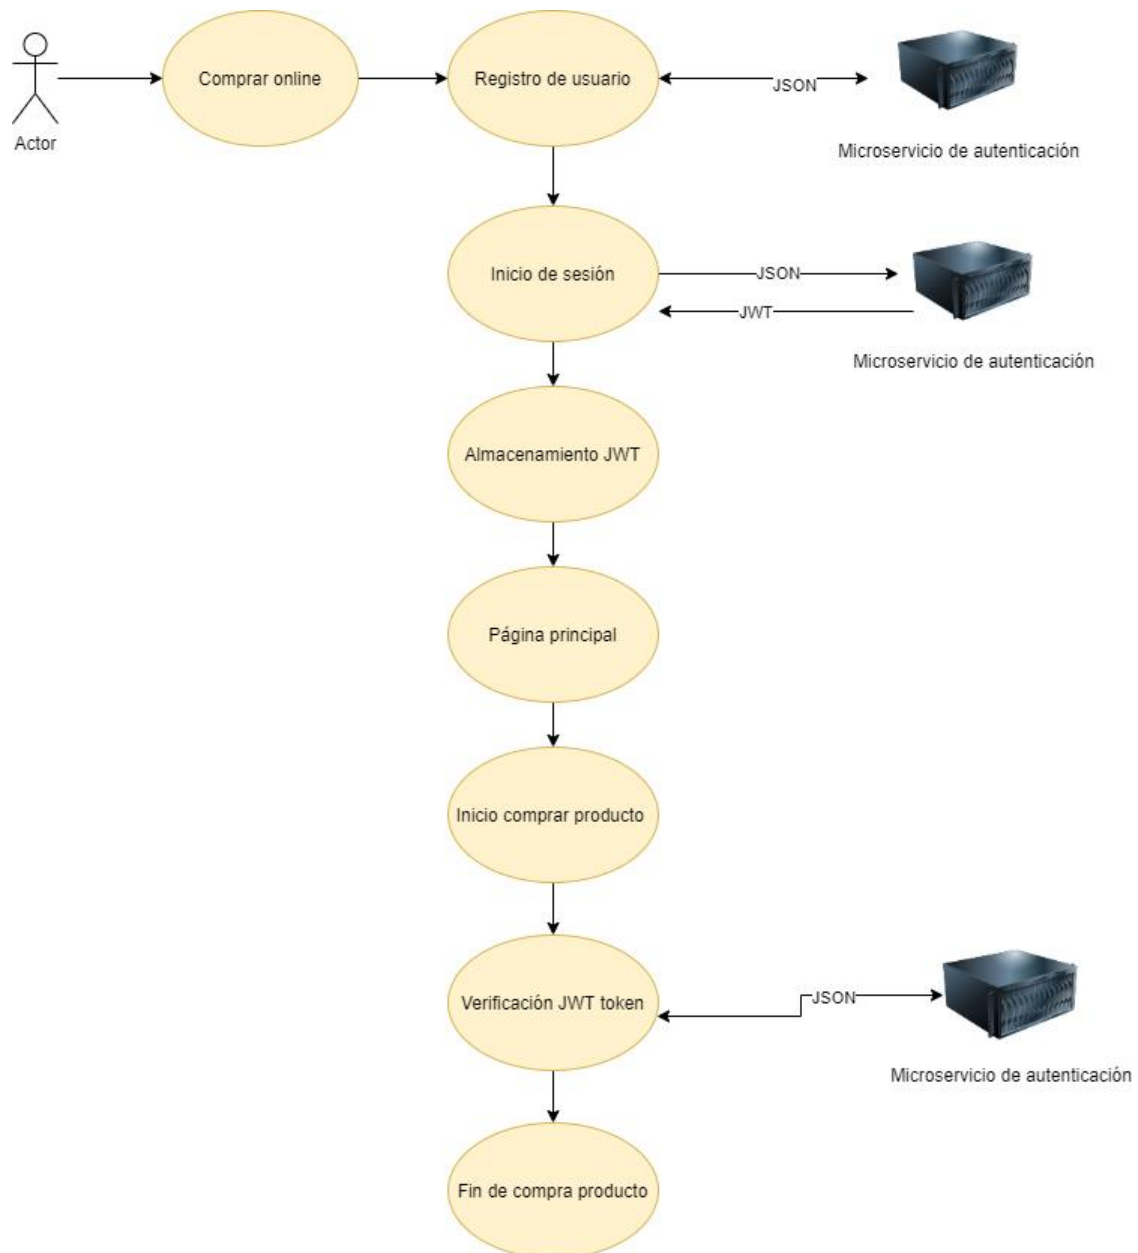 Comprar online
Registro de usuario
JSON
Actor
Microservicio de autenticación
Inicio de sesión
JSON
JWT
Microservicio de autenticación
Almacenamiento JWT
Página principal
Inicio comprar producto
Verificación JWT token
JSON
Microservicio de autenticación
Fin de compra producto